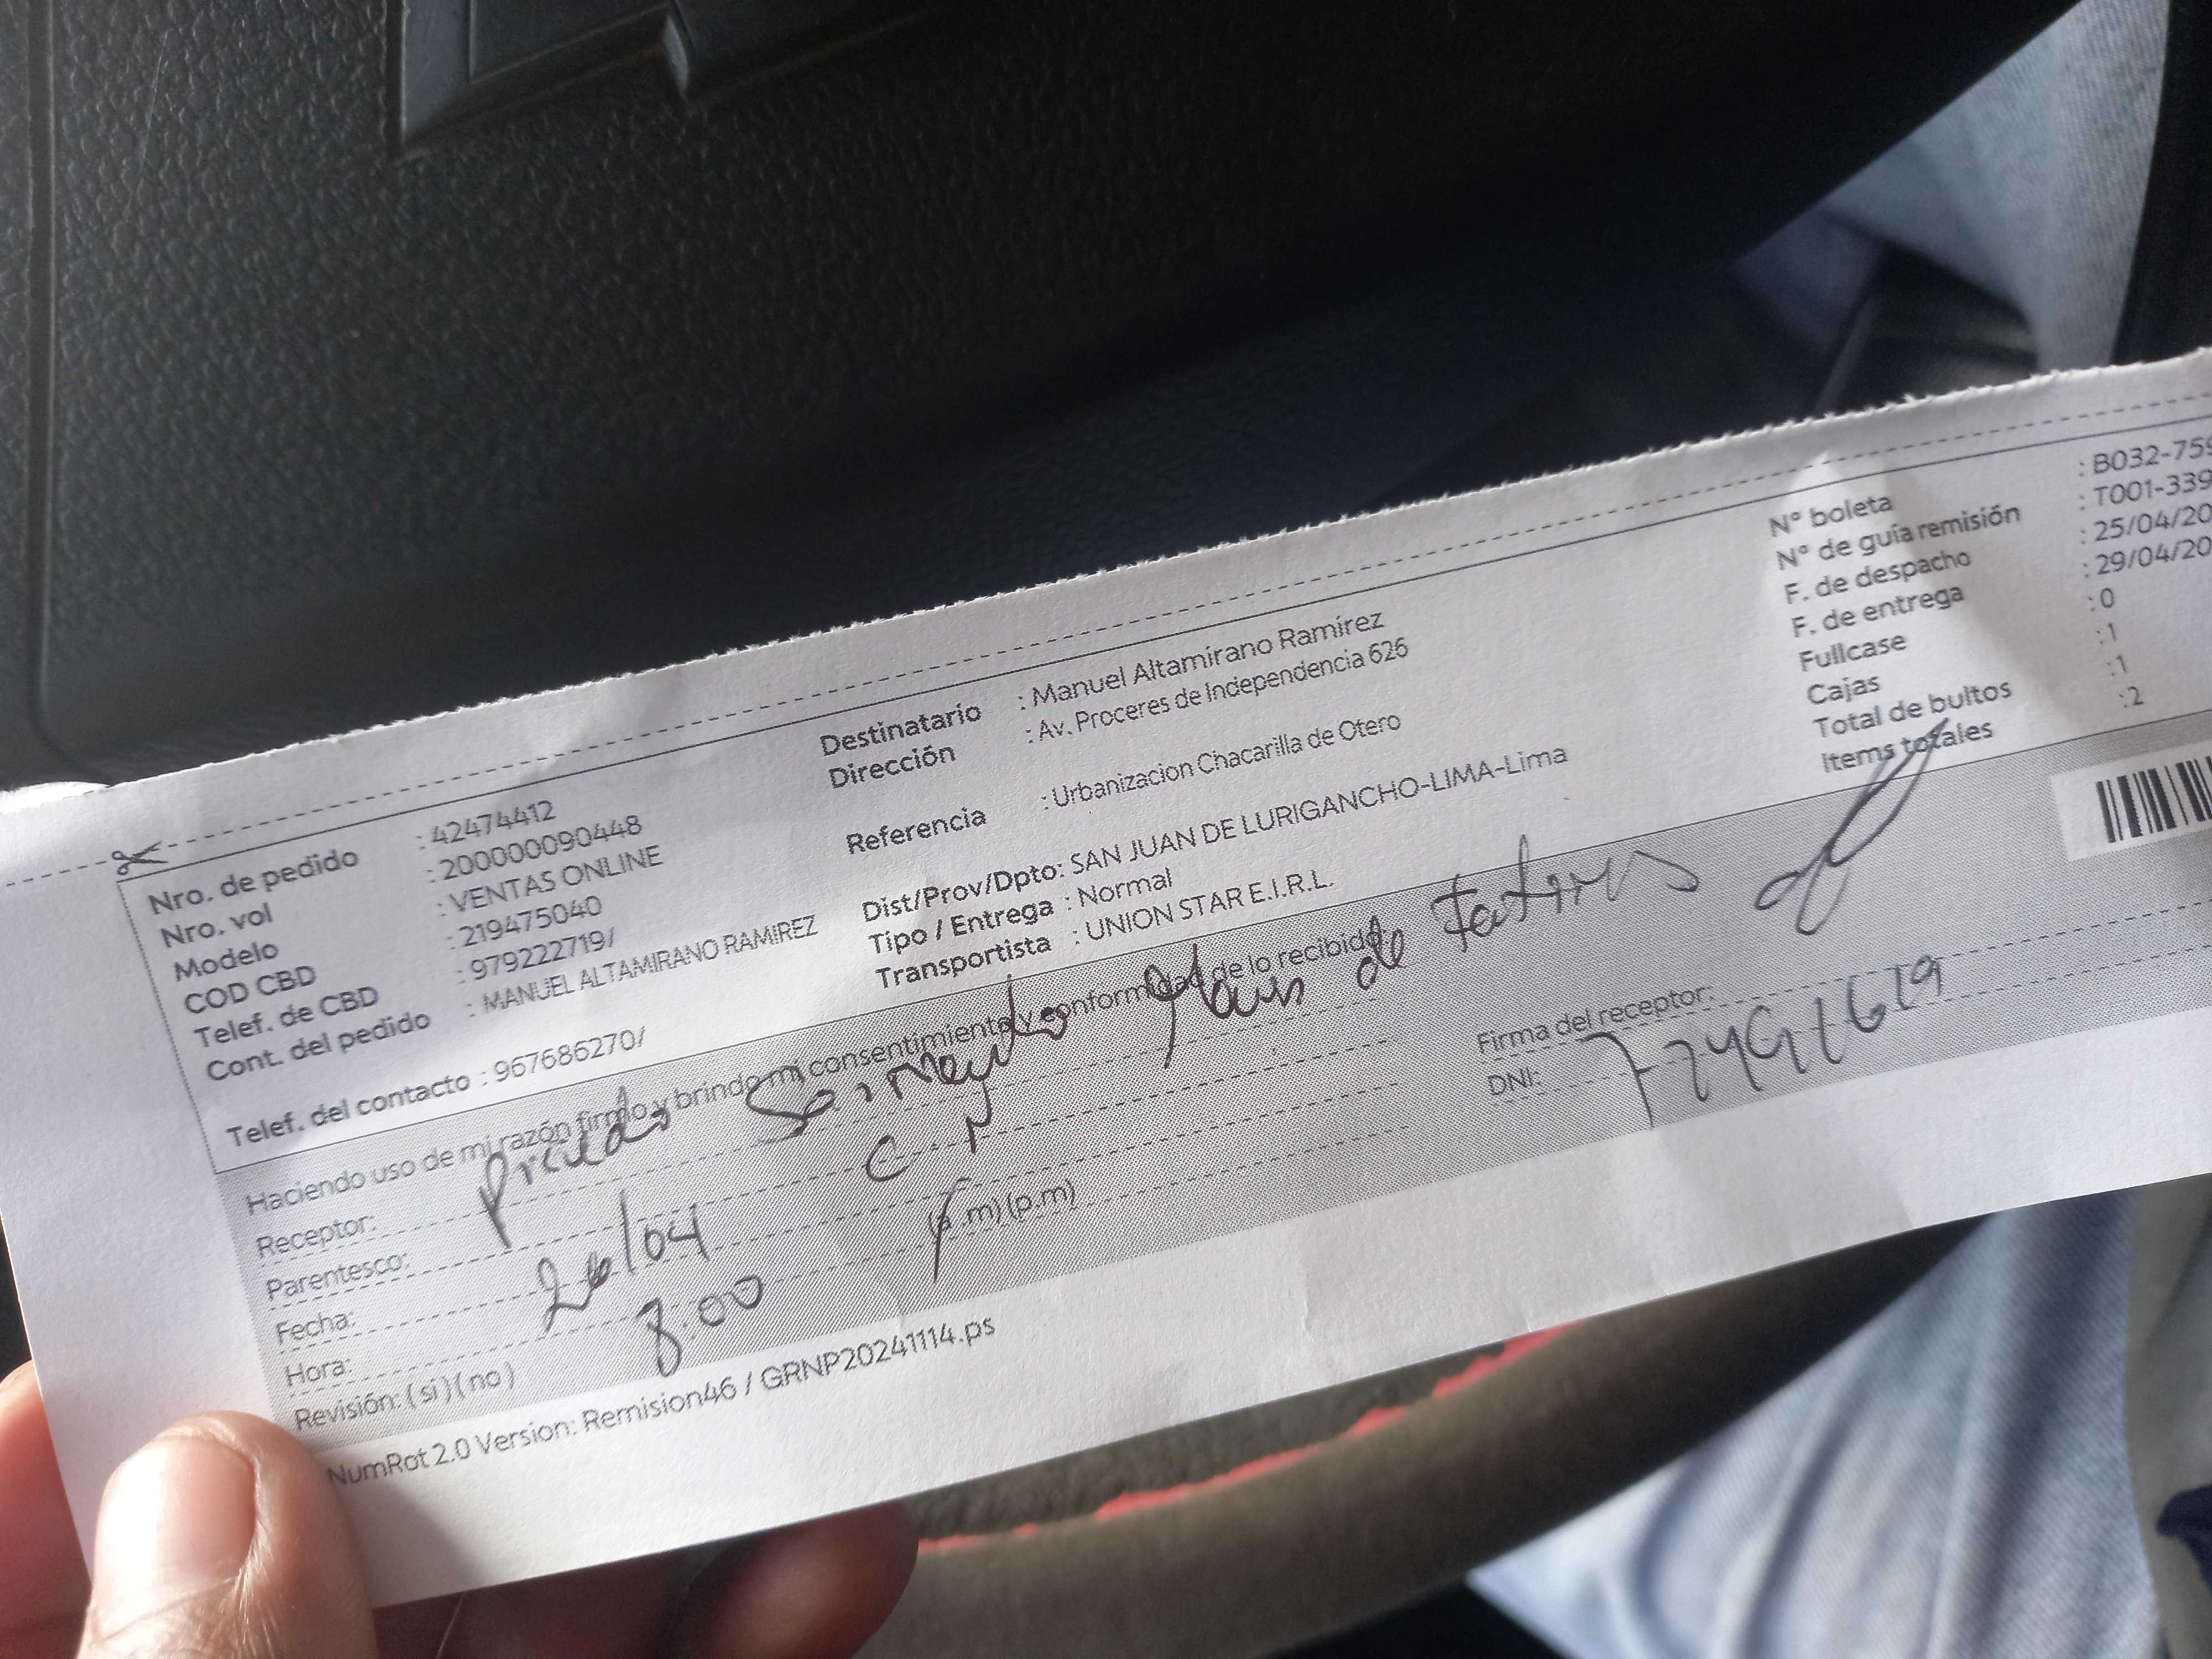 Nro. de pedido : 42474412
Nro. vol : 200000090448
Modelo : VENTAS ONLINE
COD CBD : 219475040
Telef. de CBD : 979222719/
Cont. del pedido : MANUEL ALTAMIRANO RAMIREZ
Telef. del contacto : 967686270/
Destinatario : Manuel Altamirano Ramirez
Dirección : Av. Proceres de Independencia 626
Referencia : Urbanizacion Chacarilla de Otero
Dist/Prov/Dpto: SAN JUAN DE LURIGANCHO-LIMA-Lima
Tipo / Entrega : Normal
Transportista : UNION STAR E.I.R.L.
N° boleta : B032-759
N° de guía remisión : T001-339
F. de despacho : 25/04/20
F. de entrega : 29/04/20
Fullcase : 0
Cajas : 1
Total de bultos : 1
Items totales : 2
Haciendo uso de mi razón firmo y brindo mi consentimiento y conformidad de lo recibido:
Receptor: de
Parentesco: C.N
Fecha: 26/04
Hora: 8:00 (a.m) (p.m)
Revisión: ( si ) ( no )
Firma del receptor:
DNI:
NumRot 2.0 Version: Remision46 / GRNP20241114.ps